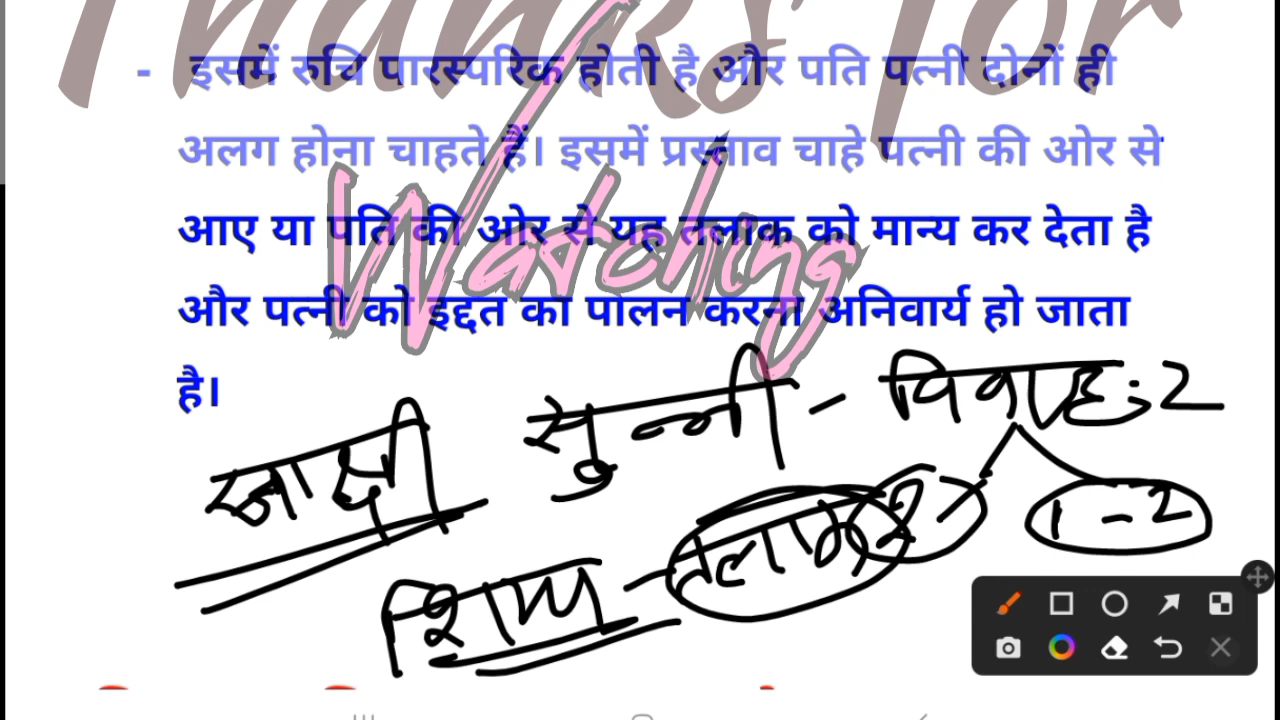 Thanks for
Watching
- इसमें रुचि पारस्परिक होती है और पति पत्नी दोनों ही
अलग होना चाहते हैं। इसमें प्रस्ताव चाहे पत्नी की ओर से
आए या पति की ओर से यह तलाक को मान्य कर देता है
और पत्नी को इद्दत का पालन करना अनिवार्य हो जाता
है।
साक्षी सुन्नी - विवाह : 2
1 - 2
शिया - तलाक 2